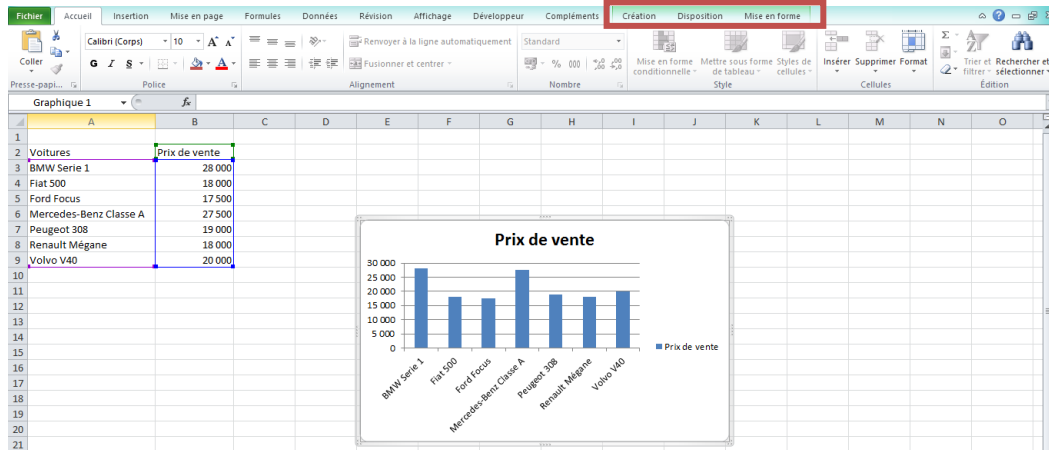 Fichier Accueil Insertion Mise en page Formules Données Révision Affichage Développeur Compléments Création Disposition Mise en forme
Calibri (Corps) 10 A A Renvoyer à la ligne automatiquement Standard
Coller G I S A Fusionner et centrer % 000
Mise en forme conditionnelle Mettre sous forme de tableau Styles de cellules Insérer Supprimer Format Σ Trier et filtrer Rechercher et sélectionner
Presse-papi... Police Alignement Nombre Style Cellules Édition
Graphique 1 fx
A B C D E F G H I J K L M N O
1
2 Voitures Prix de vente
3 BMW Serie 1 28 000
4 Fiat 500 18 000
5 Ford Focus 17 500
6 Mercedes-Benz Classe A 27 500
7 Peugeot 308 19 000
8 Renault Mégane 18 000
9 Volvo V40 20 000
10
11
12
13
14
15
16
17
18
19
20
21
Prix de vente
30 000
25 000
20 000
15 000
10 000
5 000
0
BMW Serie 1
Fiat 500
Ford Focus
Mercedes-Benz Classe A
Peugeot 308
Renault Mégane
Volvo V40
Prix de vente